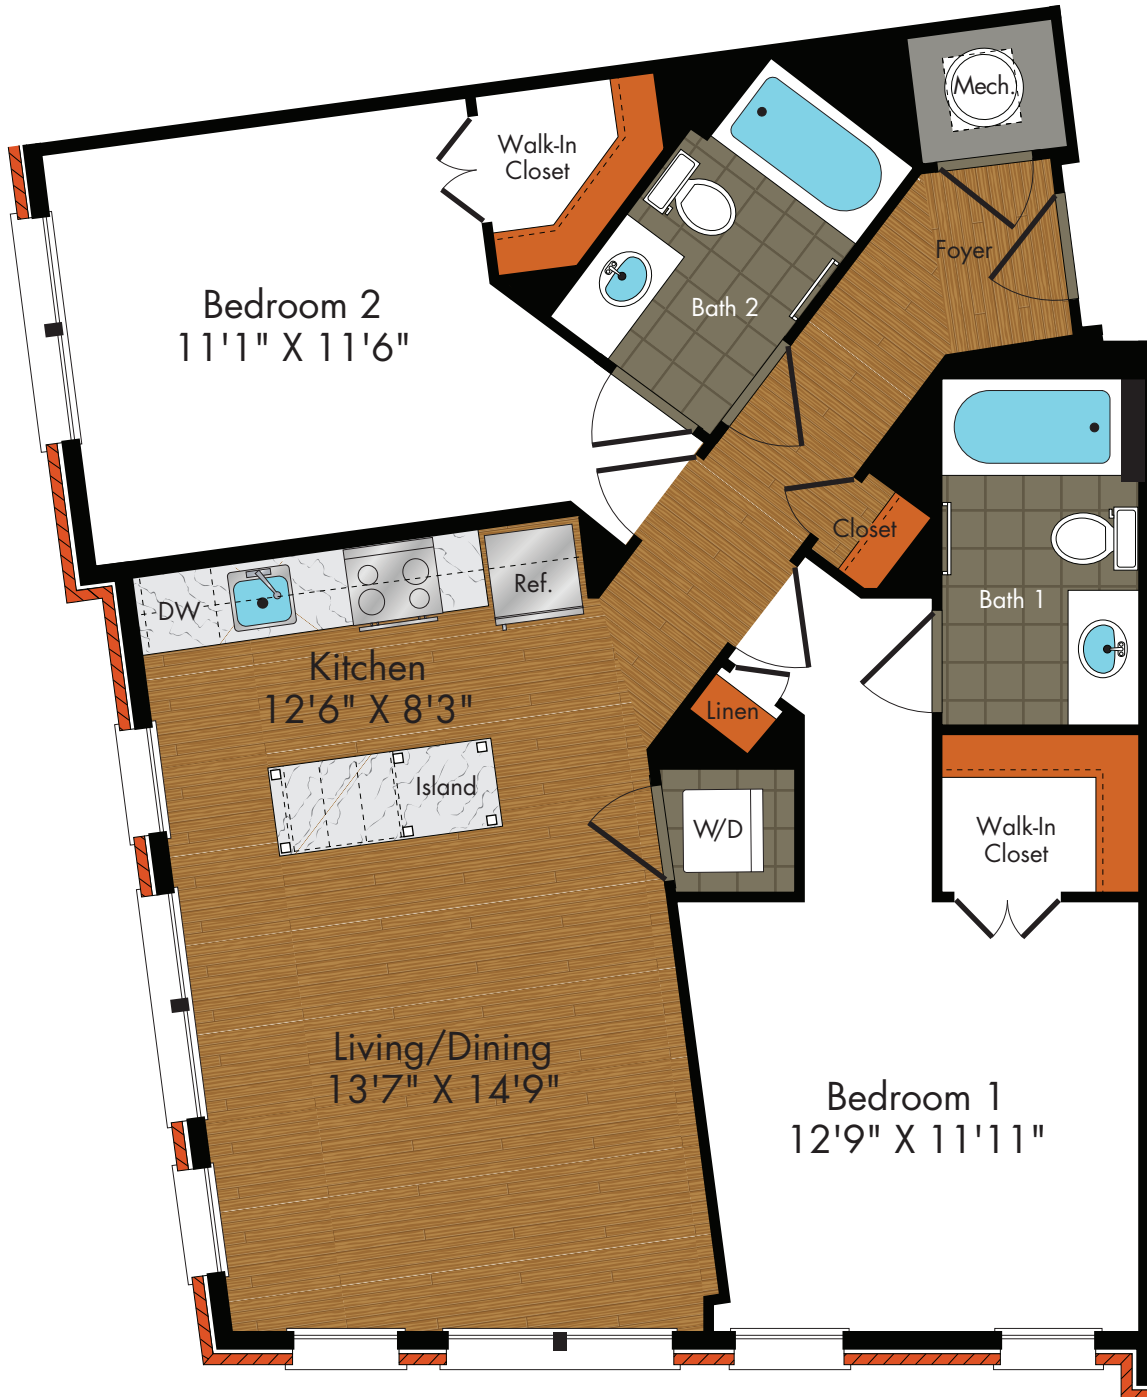 Mech.
Walk-In
Closet
Foyer
Bedroom 2
11'1" X 11'6"
Bath 2
Closet
Ref.
DW
Bath 1
Kitchen
12'6" X 8'3"
Linen
Island
W/D
Walk-In
Closet
Living/Dining
13'7" X 14'9"
Bedroom 1
12'9" X 11'11"